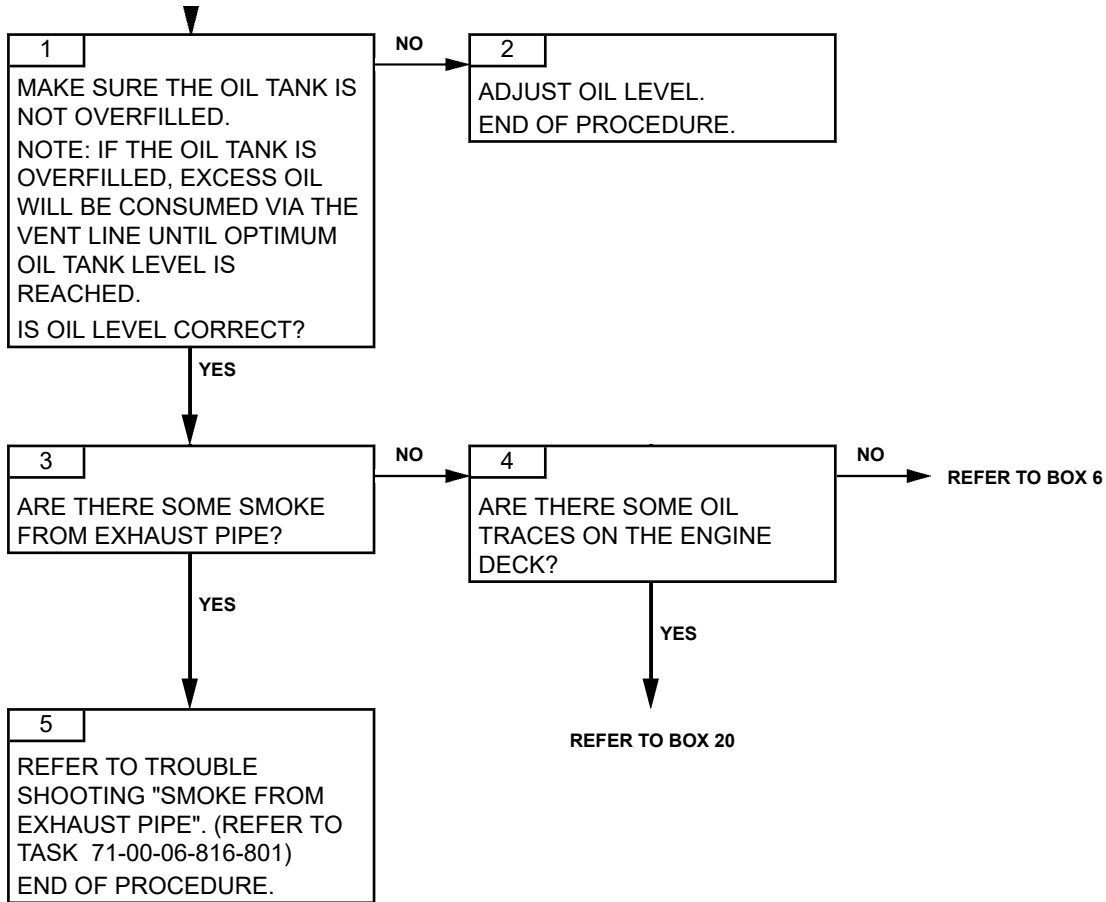 1
MAKE SURE THE OIL TANK IS
NOT OVERFILLED.
NOTE: IF THE OIL TANK IS
OVERFILLED, EXCESS OIL
WILL BE CONSUMED VIA THE
VENT LINE UNTIL OPTIMUM
OIL TANK LEVEL IS
REACHED.
IS OIL LEVEL CORRECT?
NO
2
ADJUST OIL LEVEL.
END OF PROCEDURE.
YES
3
ARE THERE SOME SMOKE
FROM EXHAUST PIPE?
NO
4
ARE THERE SOME OIL
TRACES ON THE ENGINE
DECK?
NO
REFER TO BOX 6
YES
YES
REFER TO BOX 20
5
REFER TO TROUBLE
SHOOTING "SMOKE FROM
EXHAUST PIPE". (REFER TO
TASK 71-00-06-816-801)
END OF PROCEDURE.